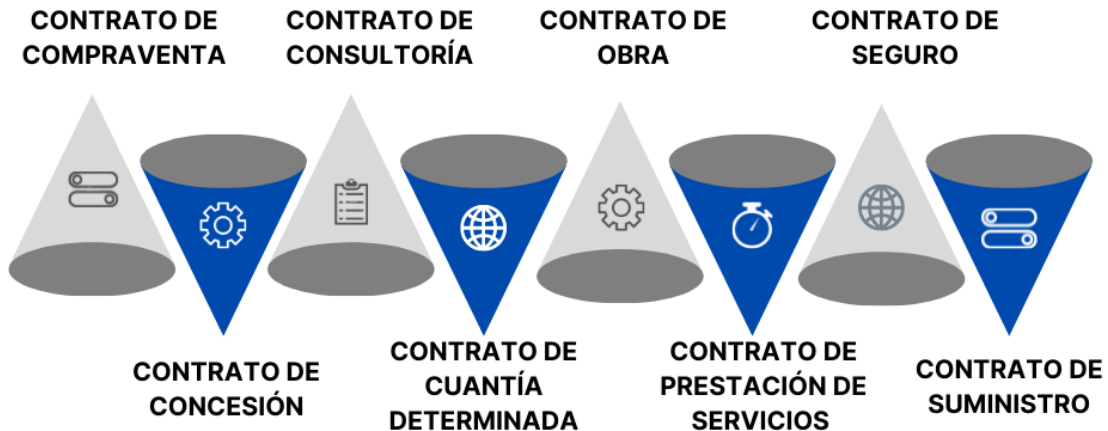 CONTRATO DE
COMPRAVENTA
CONTRATO DE
CONSULTORÍA
CONTRATO DE
OBRA
CONTRATO DE
SEGURO
CONTRATO DE
CONCESIÓN
CONTRATO DE
CUANTÍA
DETERMINADA
CONTRATO DE
PRESTACIÓN DE
SERVICIOS
CONTRATO DE
SUMINISTRO